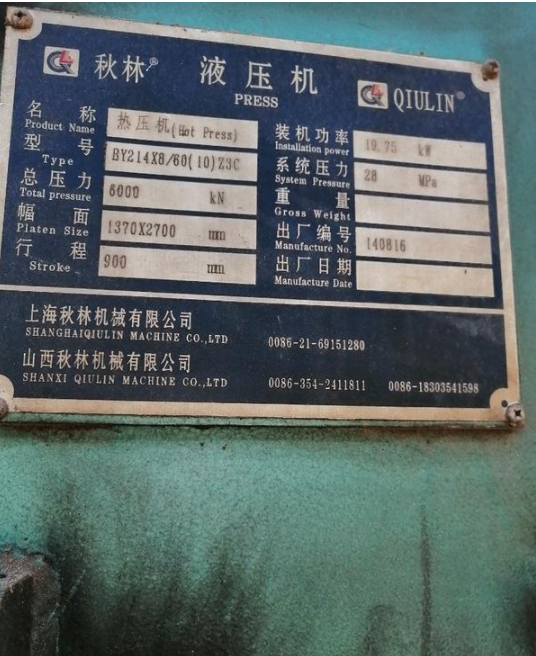 秋林® 液压机 QIULIN®
PRESS
名称 热压机(Hot Press)
Product Name
型号 BY214X8/60(10)Z3C
Type
总压力 6000 kN
Total pressure
幅面 1370X2700 mm
Platen Size
行程 900 mm
Stroke
装机功率 19.75 kW
Installation power
系统压力 28 MPa
System Pressure
重量
Gross Weight
出厂编号 140816
Manufacture No.
出厂日期
Manufacture Date
上海秋林机械有限公司
SHANGHAIQIULIN MACHINE CO.,LTD 0086-21-69151280
山西秋林机械有限公司
SHANXI QIULIN MACHINE CO.,LTD 0086-354-2411811 0086-18303541598